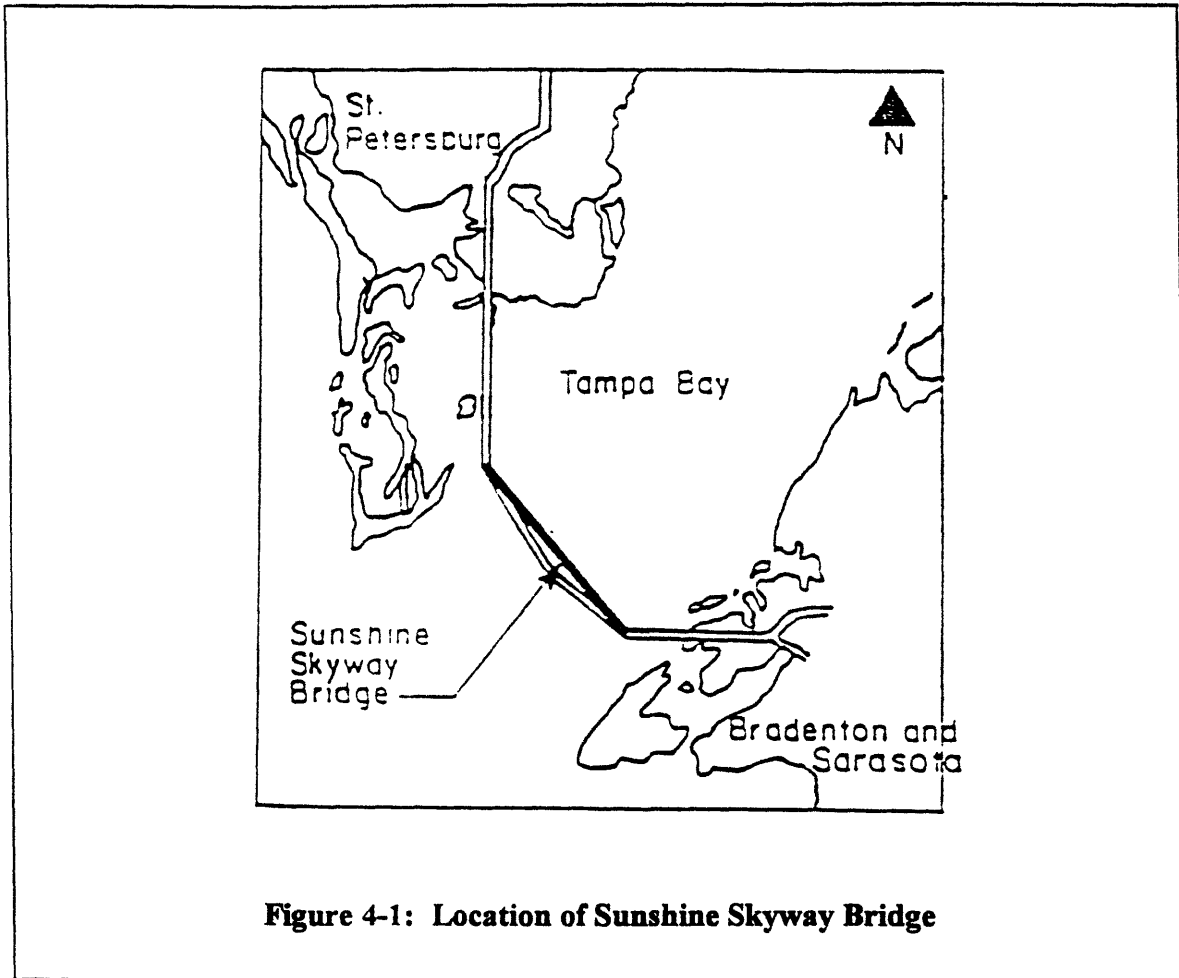 St.
Petersburg
N
Tampa Bay
Sunshine
Skyway
Bridge
Bradenton and
Sarasota
Figure 4-1: Location of Sunshine Skyway Bridge